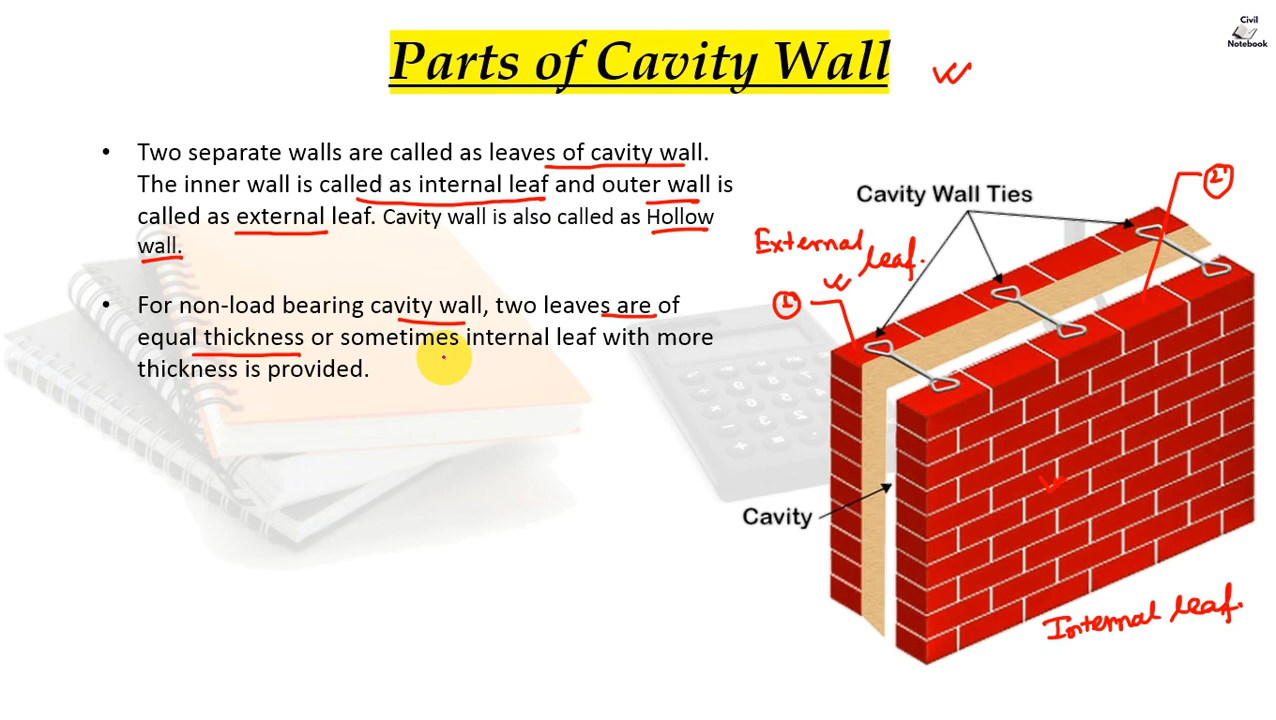 Civil
Notebook
Parts of Cavity Wall
• Two separate walls are called as leaves of cavity wall.
The inner wall is called as internal leaf and outer wall is
called as external leaf. Cavity wall is also called as Hollow
wall.
• For non-load bearing cavity wall, two leaves are of
equal thickness or sometimes internal leaf with more
thickness is provided.
Cavity Wall Ties
2
External
leaf.
1
Cavity
Internal leaf.